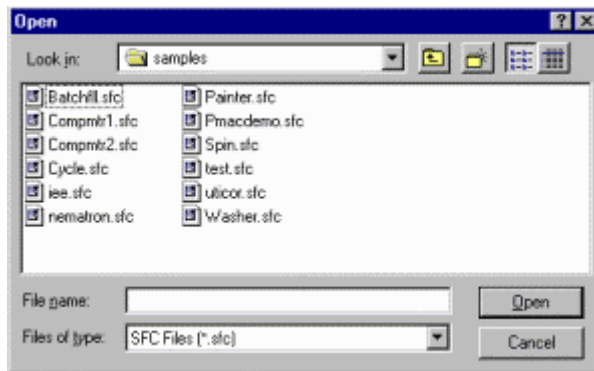 Open
Look in: samples
Batchfil.sfc
Compmtr1.sfc
Compmtr2.sfc
Cycle.sfc
iee.sfc
nematron.sfc
Painter.sfc
Pmacdemo.sfc
Spin.sfc
test.sfc
uticor.sfc
Washer.sfc
File name: Open
Files of type: SFC Files (*.sfc) Cancel